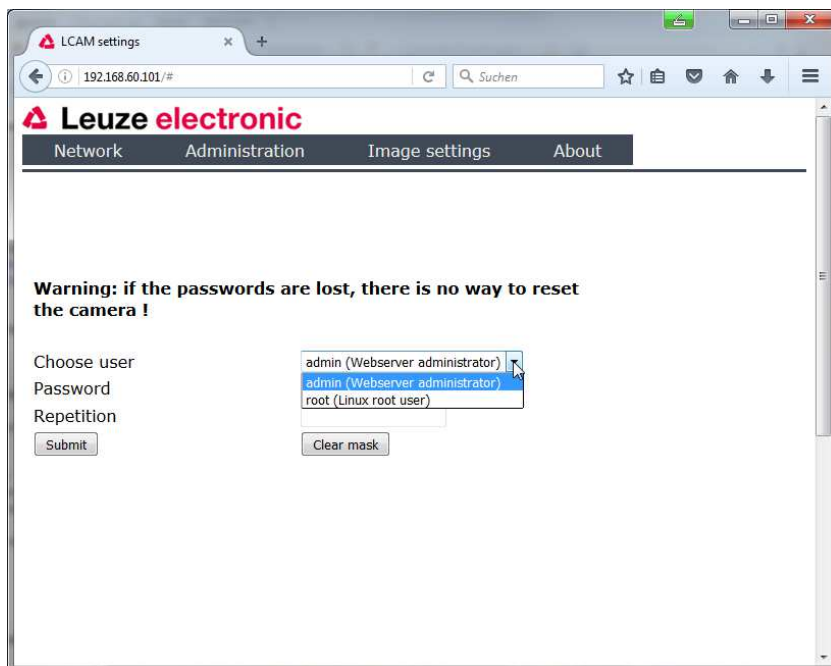 LCAM settings
192.168.60.101/#
Suchen
Leuze electronic
Network Administration Image settings About
Warning: if the passwords are lost, there is no way to reset
the camera !
Choose user admin (Webserver administrator)
admin (Webserver administrator)
Password
root (Linux root user)
Repetition
Submit Clear mask